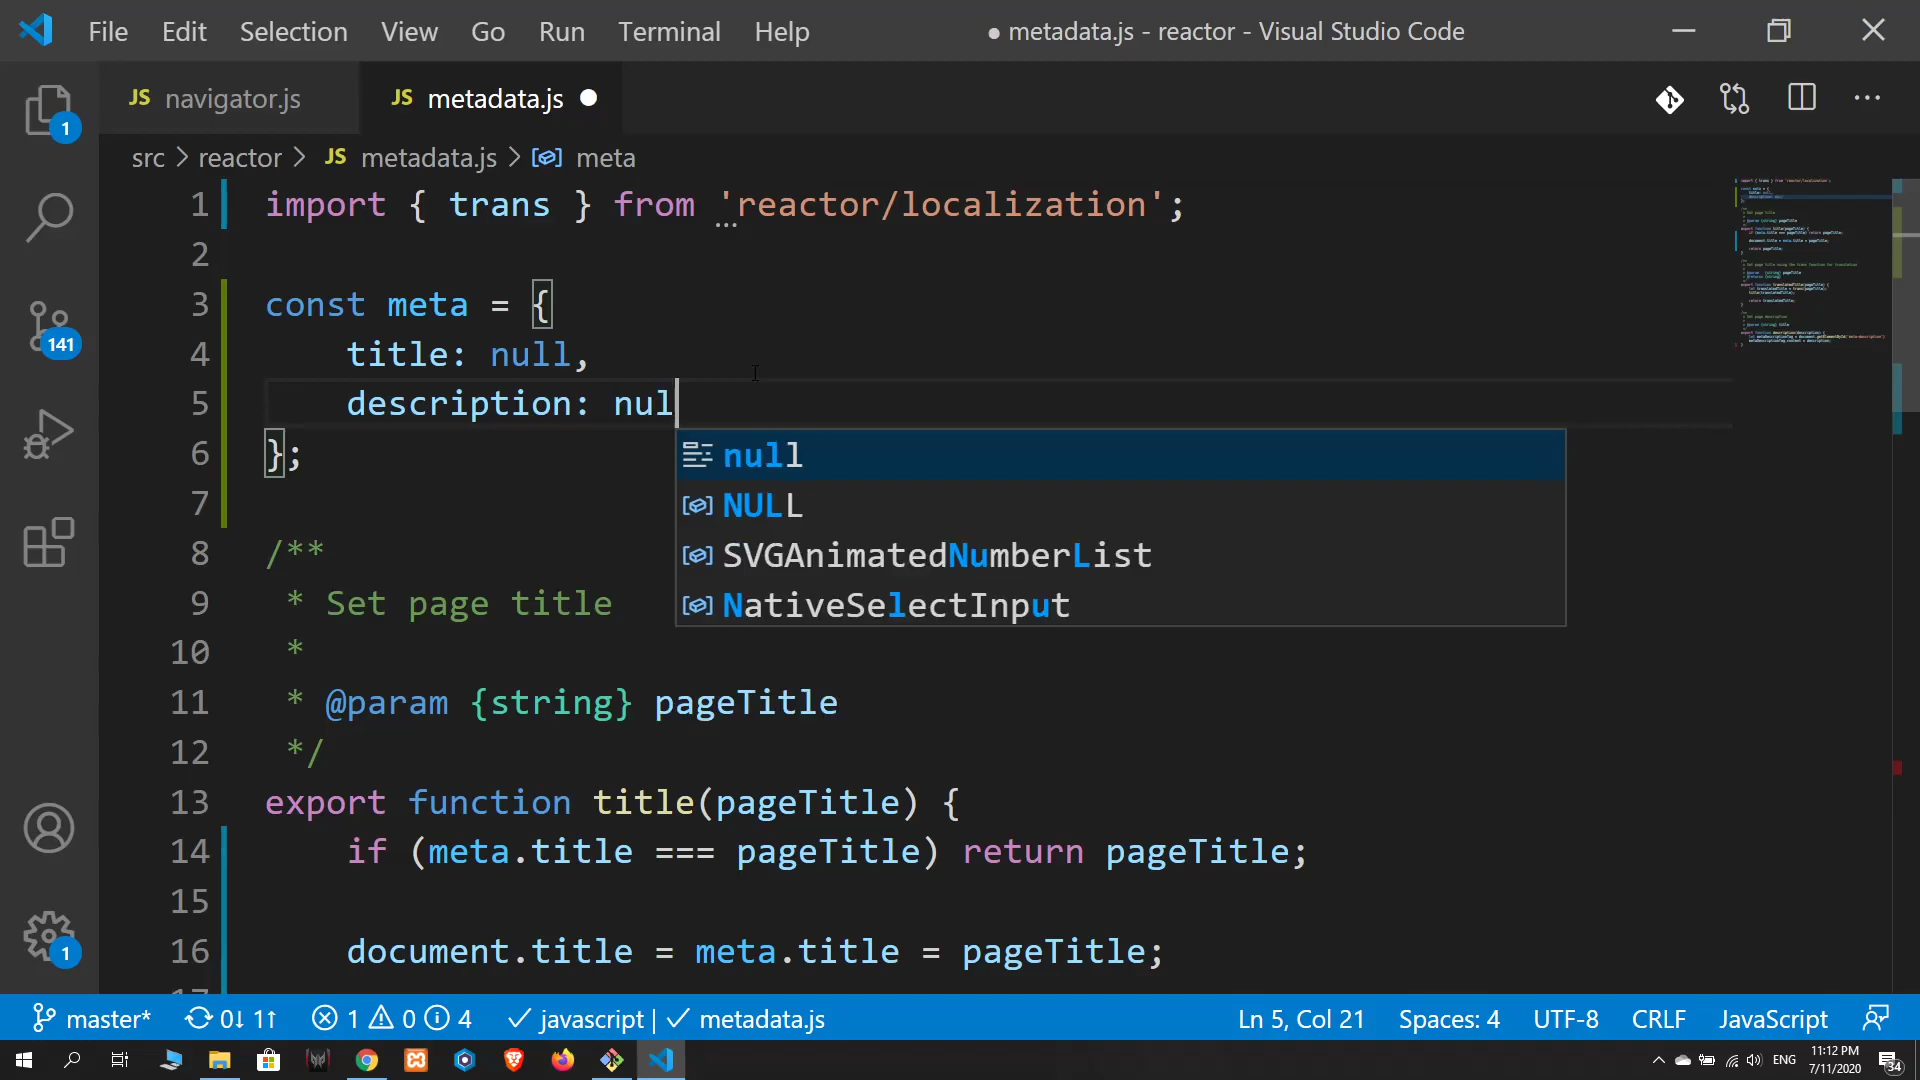 File Edit Selection View Go Run Terminal Help ● metadata.js - reactor - Visual Studio Code
JS navigator.js JS metadata.js ●
src > reactor > JS metadata.js > meta
1 import { trans } from 'reactor/localization';
2
3 const meta = {
4 title: null,
5 description: nul
6 };
7
null
NULL
SVGAnimatedNumberList
NativeSelectInput
8 /**
9 * Set page title
10 *
11 * @param {string} pageTitle
12 */
13 export function title(pageTitle) {
14 if (meta.title === pageTitle) return pageTitle;
15
16 document.title = meta.title = pageTitle;
1
141
1
master* 0↓ 1↑ 1 0 4 ✓ javascript | ✓ metadata.js Ln 5, Col 21 Spaces: 4 UTF-8 CRLF JavaScript
ENG 11:12 PM
7/11/2020
34